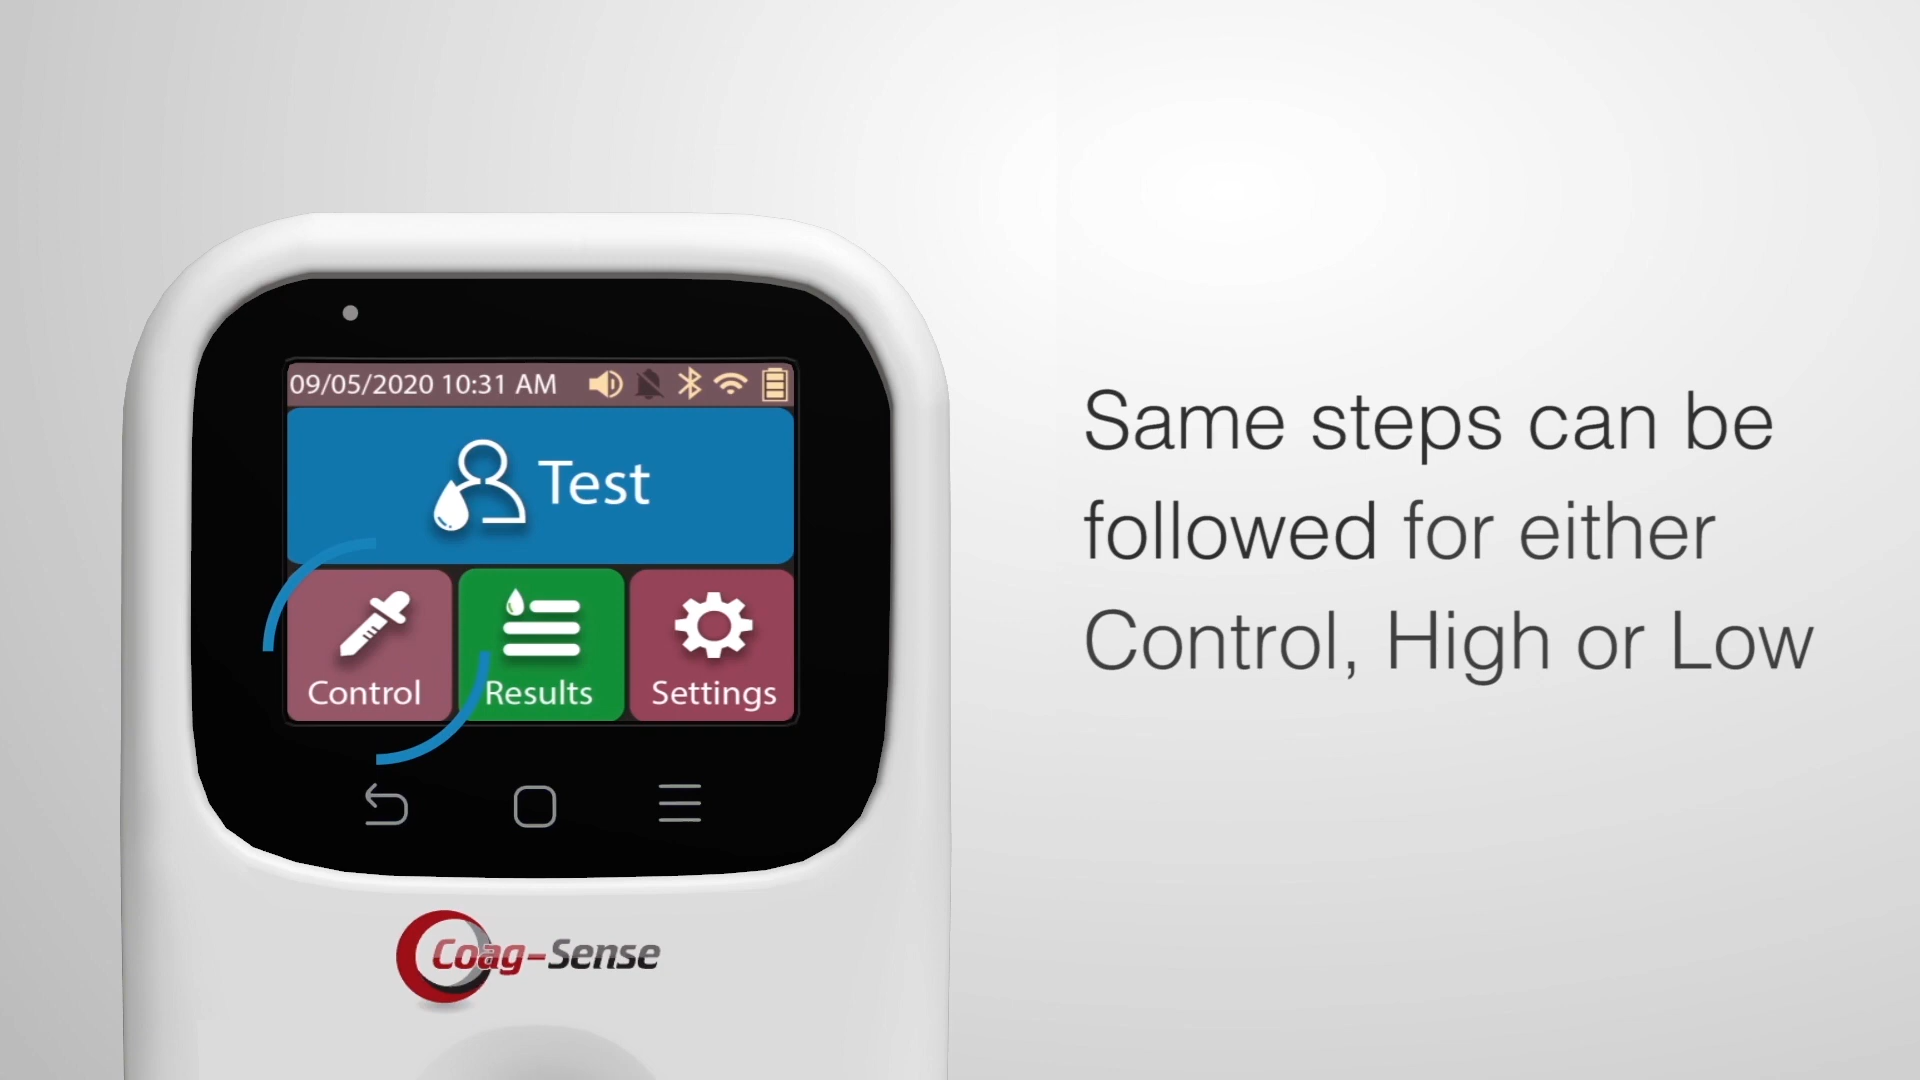 09/05/2020 10:31 AM
Test
Control
Results
Settings
Coag-Sense
Same steps can be
followed for either
Control, High or Low